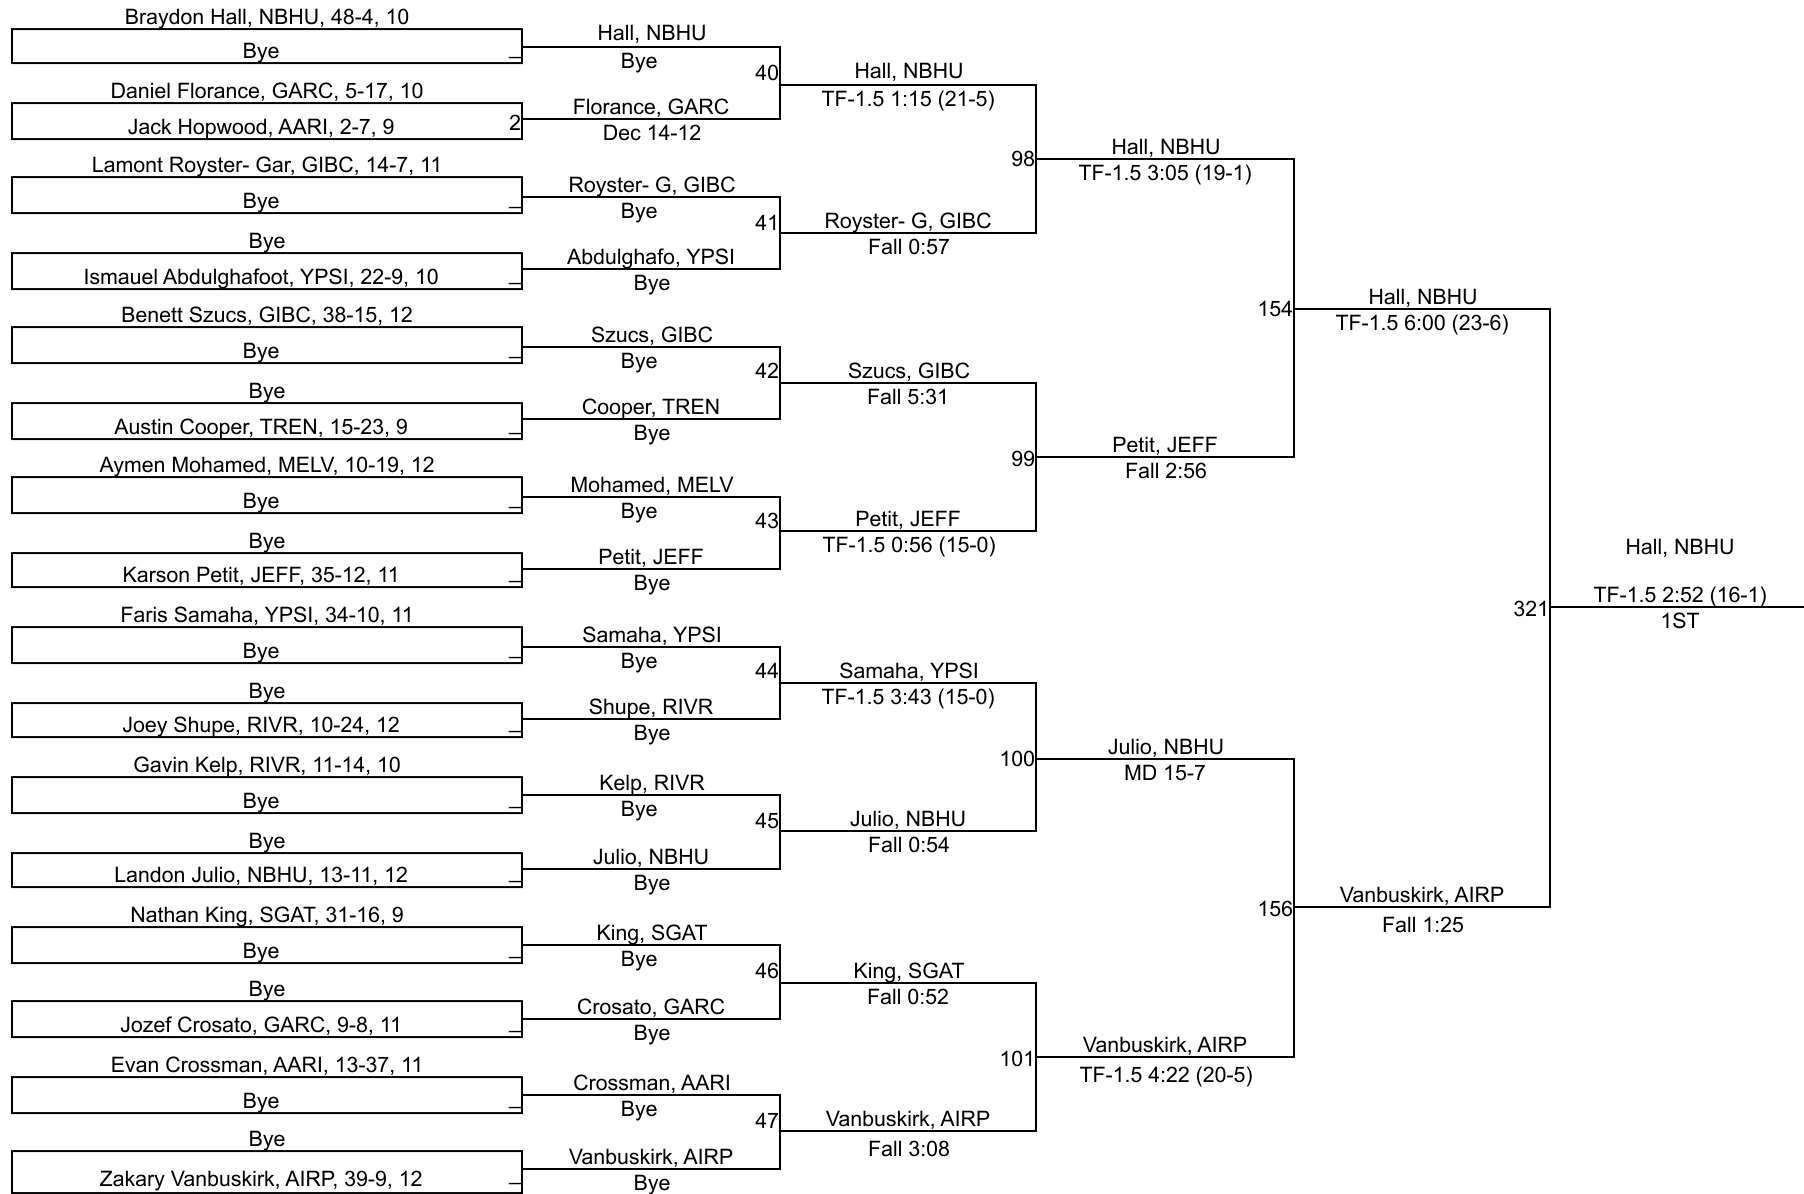 Braydon Hall, NBHU, 48-4, 10
Bye
Daniel Florance, GARC, 5-17, 10
Jack Hopwood, AARI, 2-7, 9
2
Lamont Royster- Gar, GIBC, 14-7, 11
Bye
Bye
Ismauel Abdulghafoot, YPSI, 22-9, 10
Benett Szucs, GIBC, 38-15, 12
Bye
Bye
Austin Cooper, TREN, 15-23, 9
Aymen Mohamed, MELV, 10-19, 12
Bye
Bye
Karson Petit, JEFF, 35-12, 11
Faris Samaha, YPSI, 34-10, 11
Bye
Bye
Joey Shupe, RIVR, 10-24, 12
Gavin Kelp, RIVR, 11-14, 10
Bye
Bye
Landon Julio, NBHU, 13-11, 12
Nathan King, SGAT, 31-16, 9
Bye
Bye
Jozef Crosato, GARC, 9-8, 11
Evan Crossman, AARI, 13-37, 11
Bye
Bye
Zakary Vanbuskirk, AIRP, 39-9, 12
Hall, NBHU
Bye
40
Florance, GARC
Dec 14-12
Royster- G, GIBC
Bye
41
Abdulghafo, YPSI
Bye
Szucs, GIBC
Bye
42
Cooper, TREN
Bye
Mohamed, MELV
Bye
43
Petit, JEFF
Bye
Samaha, YPSI
Bye
44
Shupe, RIVR
Bye
Kelp, RIVR
Bye
45
Julio, NBHU
Bye
King, SGAT
Bye
46
Crosato, GARC
Bye
Crossman, AARI
Bye
47
Vanbuskirk, AIRP
Bye
Hall, NBHU
TF-1.5 1:15 (21-5)
98
Royster- G, GIBC
Fall 0:57
Szucs, GIBC
Fall 5:31
99
Petit, JEFF
TF-1.5 0:56 (15-0)
Samaha, YPSI
TF-1.5 3:43 (15-0)
100
Julio, NBHU
Fall 0:54
King, SGAT
Fall 0:52
101
Vanbuskirk, AIRP
Fall 3:08
Hall, NBHU
TF-1.5 3:05 (19-1)
154
Petit, JEFF
Fall 2:56
Julio, NBHU
MD 15-7
156
Vanbuskirk, AIRP
TF-1.5 4:22 (20-5)
Hall, NBHU
TF-1.5 6:00 (23-6)
321
Vanbuskirk, AIRP
Fall 1:25
Hall, NBHU
TF-1.5 2:52 (16-1)
1ST